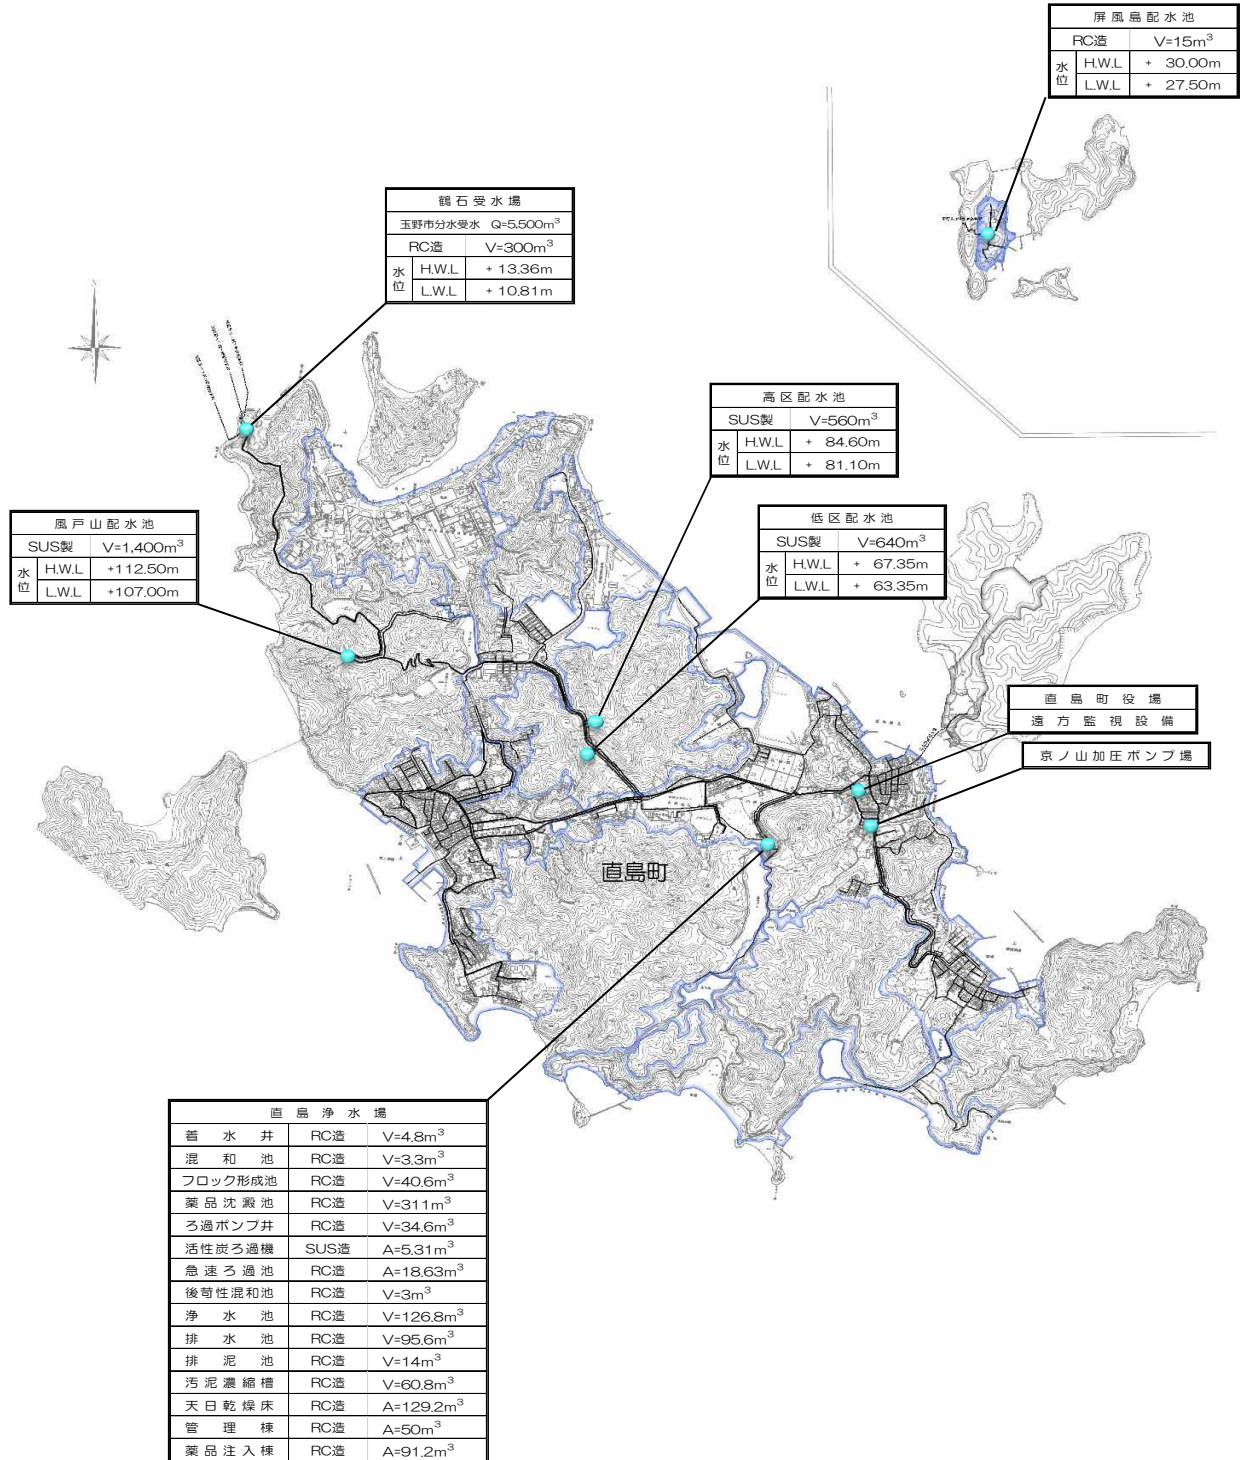 屏風島配水池
RC造 V=15m³
水位 H.W.L + 30.00m
L.W.L + 27.50m
鶴石受水場
玉野市分水受水 Q=5,500m³
RC造 V=300m³
水位 H.W.L + 13.36m
L.W.L + 10.81m
高区配水池
SUS製 V=560m³
水位 H.W.L + 84.60m
L.W.L + 81.10m
風戸山配水池
SUS製 V=1,400m³
水位 H.W.L +112.50m
L.W.L +107.00m
低区配水池
SUS製 V=640m³
水位 H.W.L + 67.35m
L.W.L + 63.35m
直島町役場
遠方監視設備
京ノ山加圧ポンプ場
直島町
直島浄水場
着水井 RC造 V=4.8m³
混和池 RC造 V=3.3m³
フロック形成池 RC造 V=40.6m³
薬品沈澱池 RC造 V=311m³
ろ過ポンプ井 RC造 V=34.6m³
活性炭ろ過機 SUS造 A=5.31m³
急速ろ過池 RC造 A=18.63m³
後苛性混和池 RC造 V=3m³
浄水池 RC造 V=126.8m³
排水池 RC造 V=95.6m³
排泥池 RC造 V=14m³
汚泥濃縮槽 RC造 V=60.8m³
天日乾燥床 RC造 A=129.2m³
管理棟 RC造 A=50m³
薬品注入棟 RC造 A=91.2m³